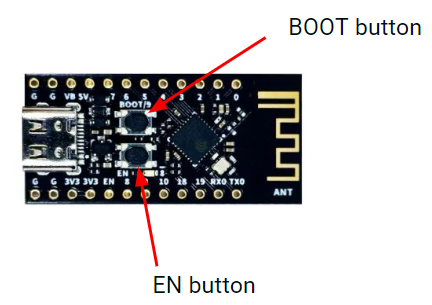 BOOT button
G G VB 5V 7 6 5 4 3 2 1 0
BOOT/9
EN
ANT
G G 3V3 3V3 EN 8 10 18 19 RX0 TX0
EN button